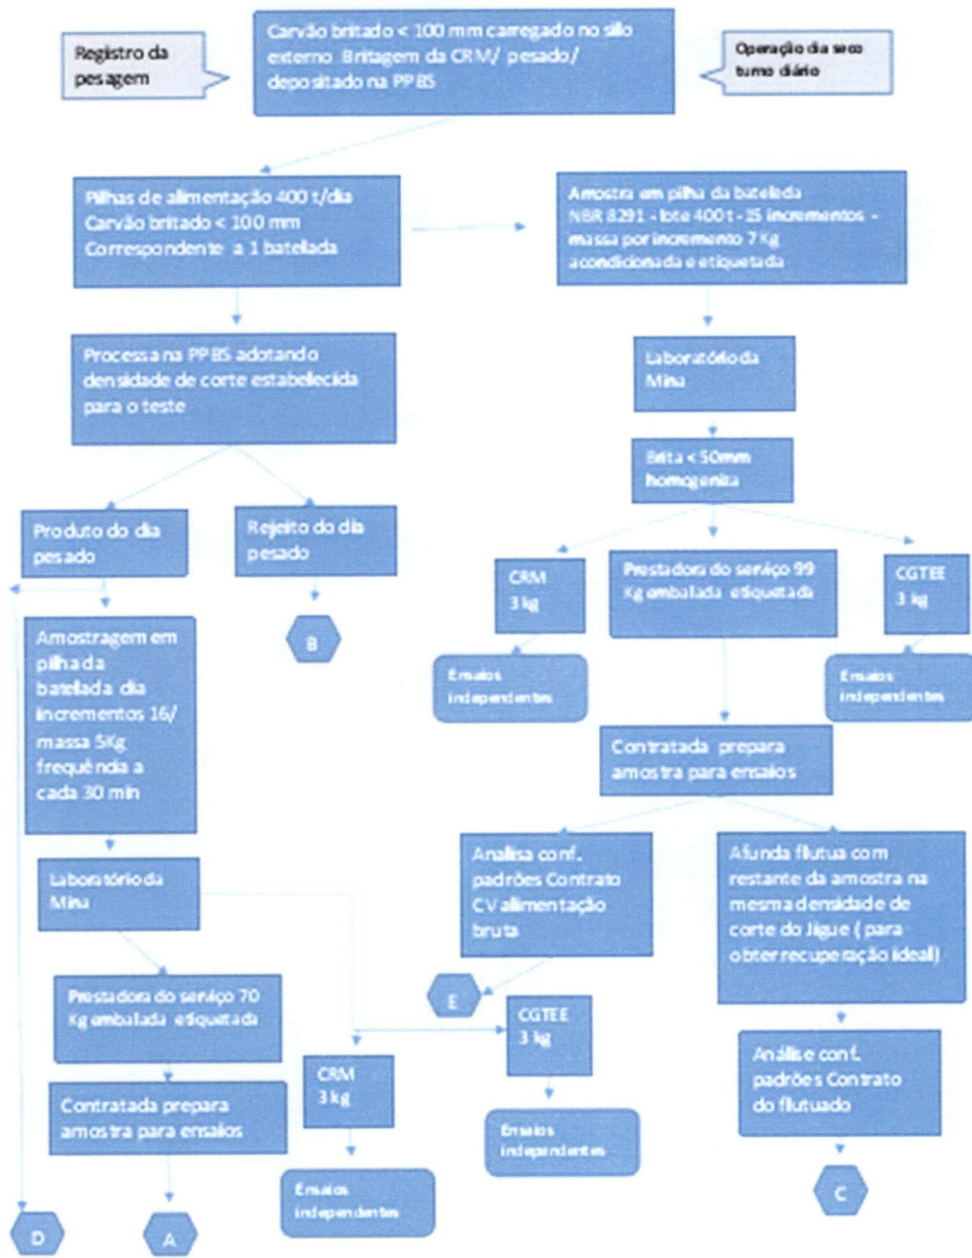 Registro da
pesagem
Carvão britado < 100 mm carregado no silo
externo Britagem da CRM/ pesado/
depositado na PPBS
Operação dia seco
turno diário
Pilhas de alimentação 400 t/dia
Carvão britado < 100 mm
Correspondente a 1 batelada
Amostra em pilha da batelada
NBR 8291 - lote 400 t - 15 incrementos -
massa por incremento 7 Kg
acondicionada e etiquetada
Processa na PPBS adotando
densidade de corte estabelecida
para o teste
Laboratório da
Mina
Brita < 50mm
homogeniza
Produto do dia
pesado
Rejeito do dia
pesado
B
CRM
3 kg
Prestadora do serviço 99
Kg embalada etiquetada
CGTEE
3 kg
Ensaios
independentes
Ensaios
independentes
Amostragem em
pilha da
batelada dia
incrementos 16/
massa 5Kg
frequência a
cada 30 min
Contratada prepara
amostra para ensaios
Laboratório da
Mina
Analisa conf.
padrões Contrato
CV alimentação
bruta
Afunda flutua com
restante da amostra na
mesma densidade de
corte do Jigue ( para
obter recuperação ideal)
Prestadora do serviço 70
Kg embalada etiquetada
E
CGTEE
3 kg
CRM
3 kg
Análise conf.
padrões Contrato
do flutuado
Contratada prepara
amostra para ensaios
Ensaios
independentes
Ensaios
independentes
D
A
C